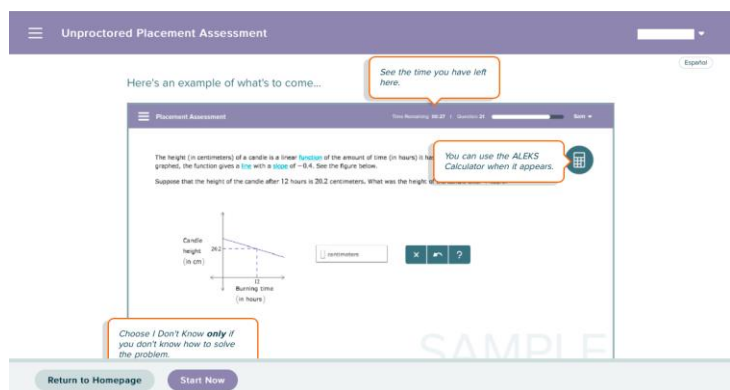 Unproctored Placement Assessment
Español
Here's an example of what's to come...
See the time you have left
here.
Placement Assessment
Time Remaining 66:27 | Question 21
Sam
The height (in centimeters) of a candle is a linear function of the amount of time (in hours) it has
graphed, the function gives a line with a slope of −0.4. See the figure below.
Suppose that the height of the candle after 12 hours is 20.2 centimeters. What was the height of
You can use the ALEKS
Calculator when it appears.
Candle
height
(in cm)
20.2
12
Burning time
(in hours)
centimeters
?
Choose I Don't Know only if
you don't know how to solve
the problem.
SAMPLE
Return to Homepage
Start Now